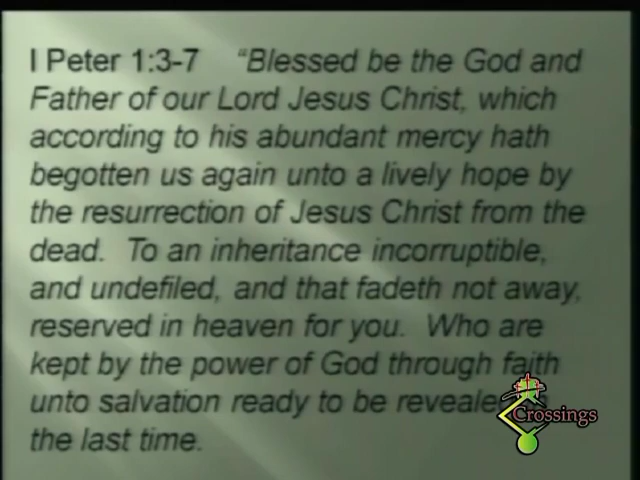 I Peter 1:3-7 "Blessed be the God and
Father of our Lord Jesus Christ, which
according to his abundant mercy hath
begotten us again unto a lively hope by
the resurrection of Jesus Christ from the
dead. To an inheritance incorruptible,
and undefiled, and that fadeth not away,
reserved in heaven for you. Who are
kept by the power of God through faith
unto salvation ready to be revealed
the last time.
Crossings